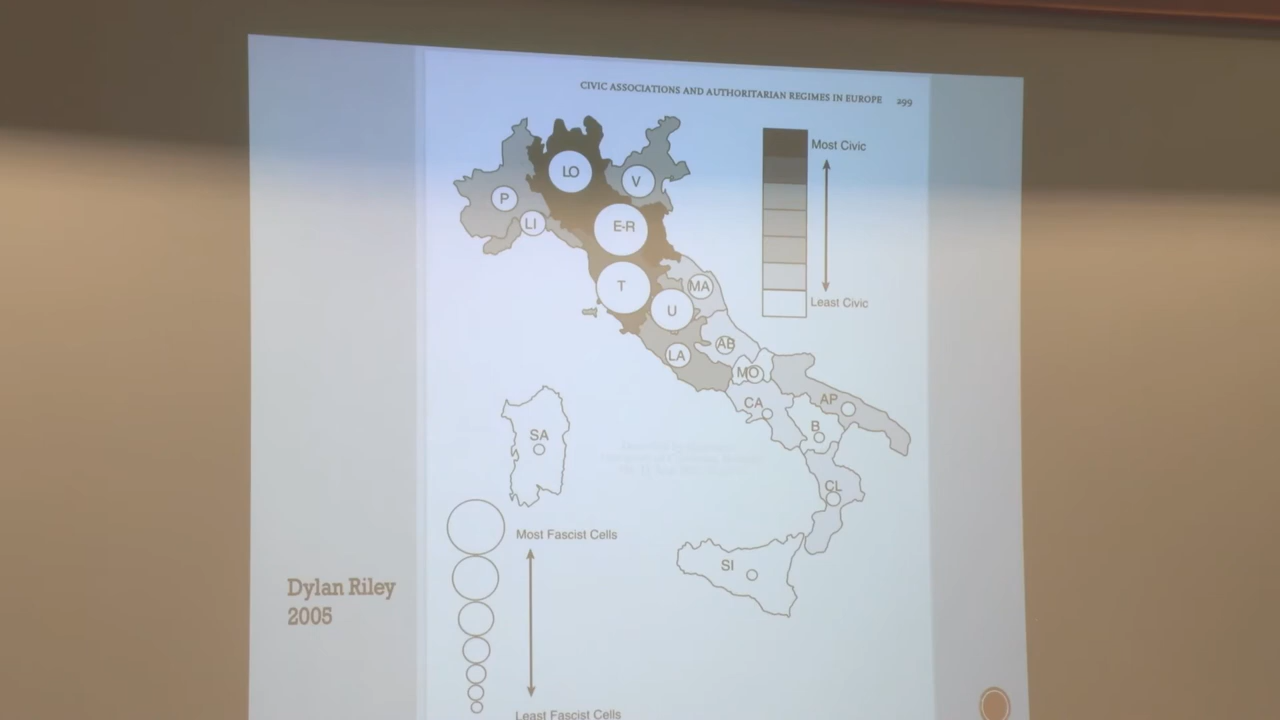 CIVIC ASSOCIATIONS AND AUTHORITARIAN REGIMES IN EUROPE 299
Most Civic
LO
V
P
LI
E-R
T
MA
U
Least Civic
AB
LA
MO
CA
AP
B
SA
CL
Most Fascist Cells
SI
Dylan Riley
2005
Least Fascist Cells